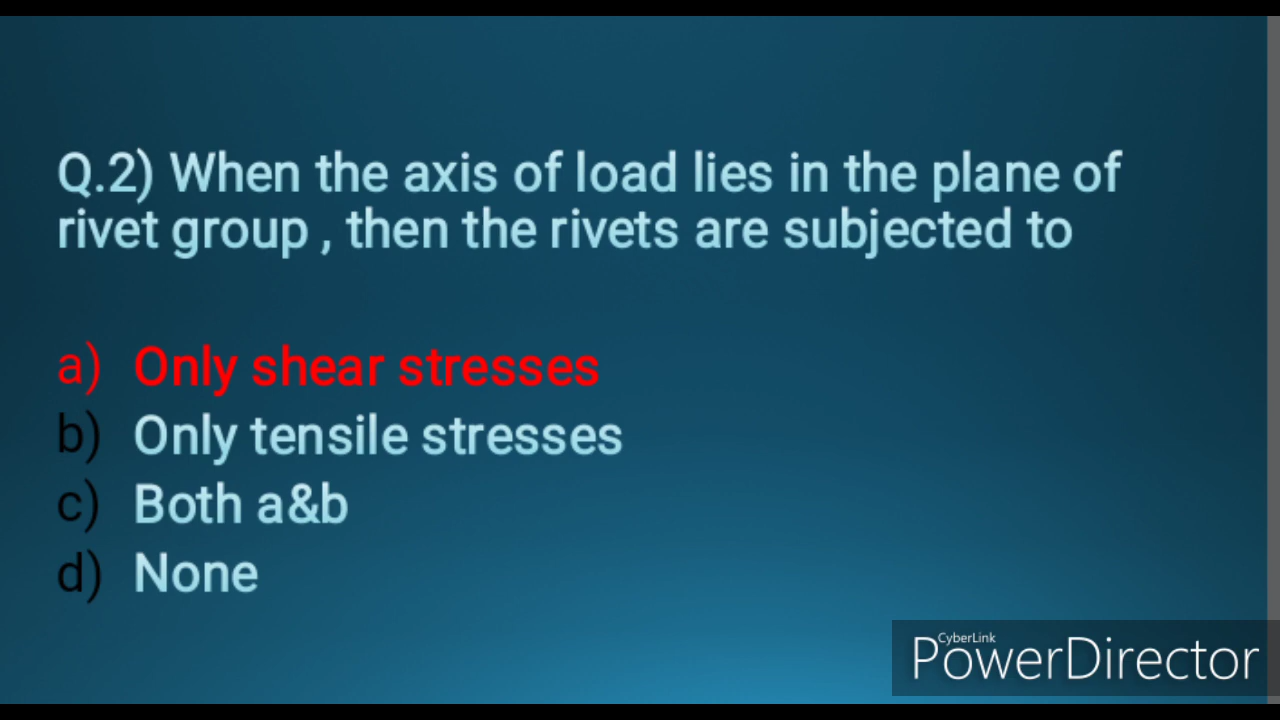 Q.2) When the axis of load lies in the plane of
rivet group , then the rivets are subjected to
a) Only shear stresses
b) Only tensile stresses
c) Both a&b
d) None
CyberLink
PowerDirector